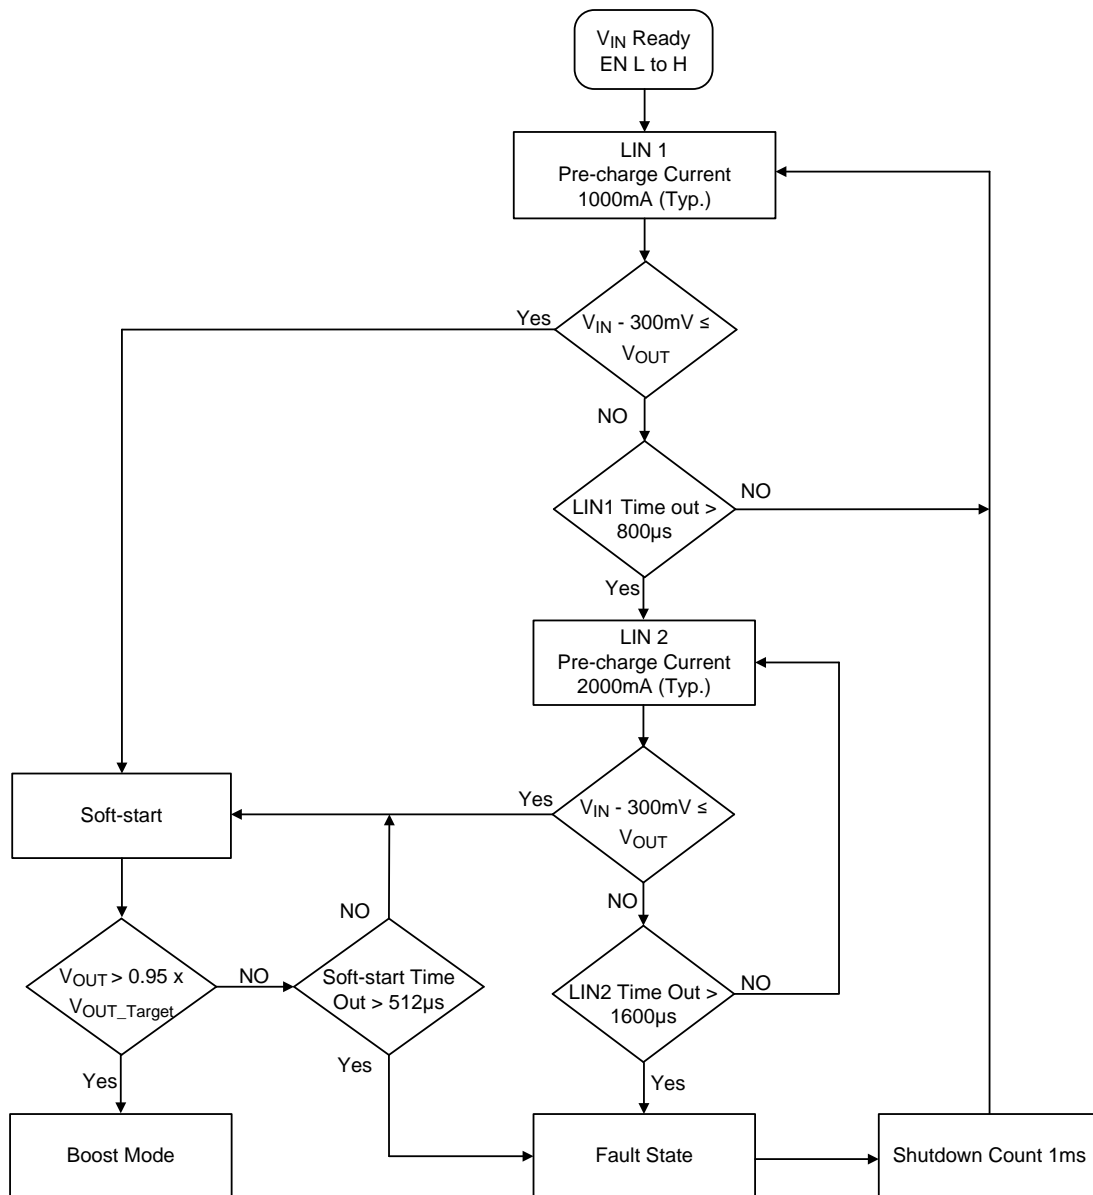 VIN Ready
EN L to H
LIN 1
Pre-charge Current
1000mA (Typ.)
Yes
VIN - 300mV ≤
VOUT
NO
LIN1 Time out >
800µs
NO
Yes
LIN 2
Pre-charge Current
2000mA (Typ.)
Soft-start
Yes
VIN - 300mV ≤
VOUT
NO
NO
VOUT > 0.95 x
VOUT_Target
NO
Soft-start Time
Out > 512µs
LIN2 Time Out >
1600µs
NO
Yes
Yes
Yes
Boost Mode
Fault State
Shutdown Count 1ms